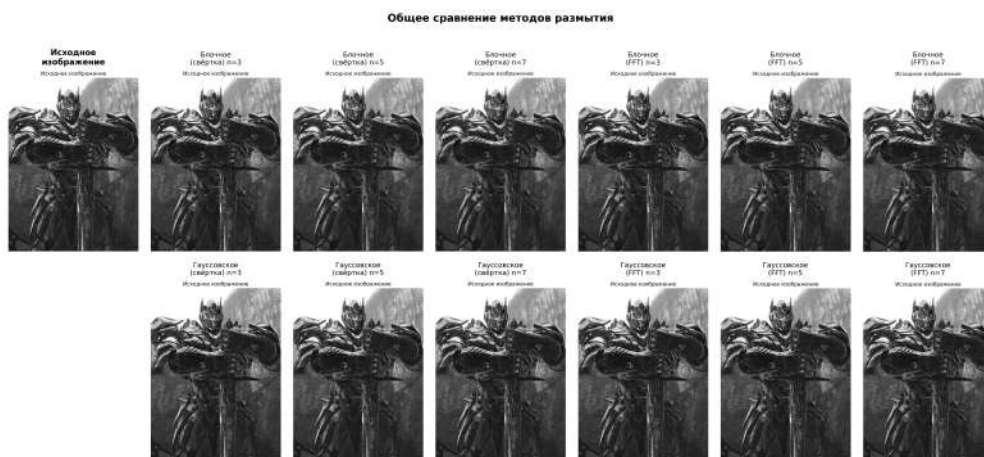 Общее сравнение методов размытия
Исходное
изображение
Исходное изображение
Блочное
(свёртка) n=3
Исходное изображение
Блочное
(свёртка) n=5
Исходное изображение
Блочное
(свёртка) n=7
Исходное изображение
Блочное
(FFT) n=3
Исходное изображение
Блочное
(FFT) n=5
Исходное изображение
Блочное
(FFT) n=7
Исходное изображение
Гауссовское
(свёртка) n=3
Исходное изображение
Гауссовское
(свёртка) n=5
Исходное изображение
Гауссовское
(свёртка) n=7
Исходное изображение
Гауссовское
(FFT) n=3
Исходное изображение
Гауссовское
(FFT) n=5
Исходное изображение
Гауссовское
(FFT) n=7
Исходное изображение